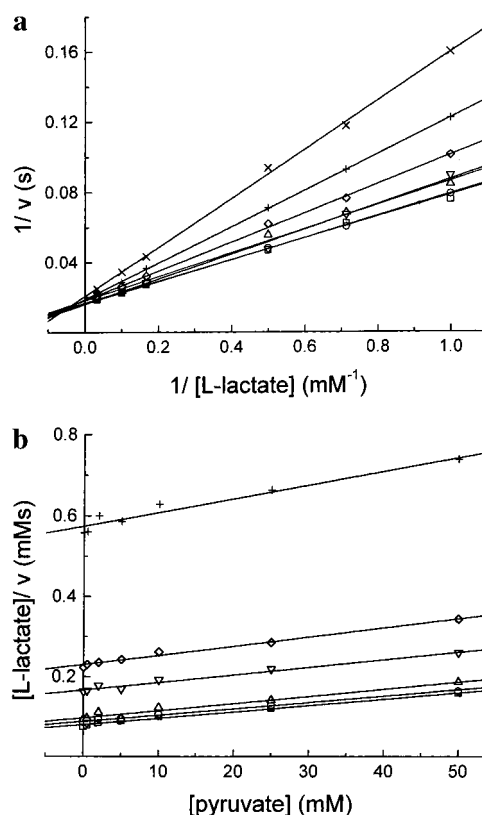 a
0.16
0.12
0.08
0.04
1/ v (s)
0.0 0.2 0.4 0.6 0.8 1.0
1/ [L-lactate] (mM⁻¹)
b
0.8
0.6
0.4
0.2
[L-lactate]/ v (mMs)
0 10 20 30 40 50
[pyruvate] (mM)